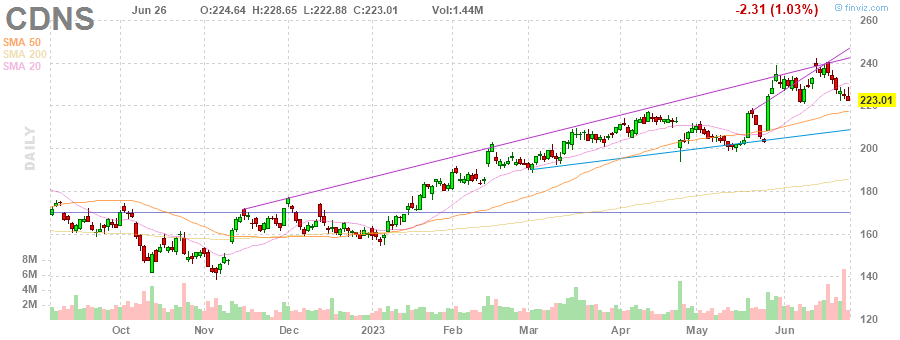 CDNS Jun 26 O:224.64 H:228.65 L:222.88 C:223.01 Vol:1.44M -2.31 (1.03%) finviz.com
SMA 50
SMA 200
SMA 20
DAILY
260
240
223.01
220
200
180
160
140
120
8M
6M
4M
2M
Oct Nov Dec 2023 Feb Mar Apr May Jun